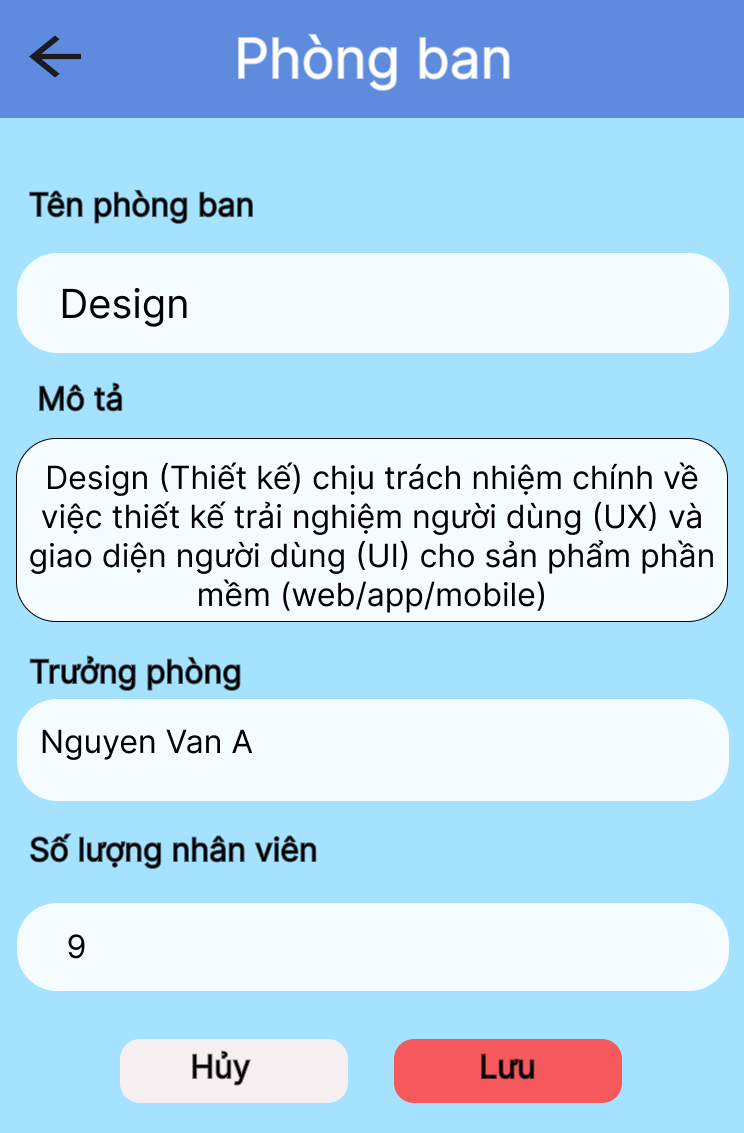 Phòng ban
Tên phòng ban
Design
Mô tả
Design (Thiết kế) chịu trách nhiệm chính về
việc thiết kế trải nghiệm người dùng (UX) và
giao diện người dùng (UI) cho sản phẩm phần
mềm (web/app/mobile)
Trưởng phòng
Nguyen Van A
Số lượng nhân viên
9
Hủy
Lưu